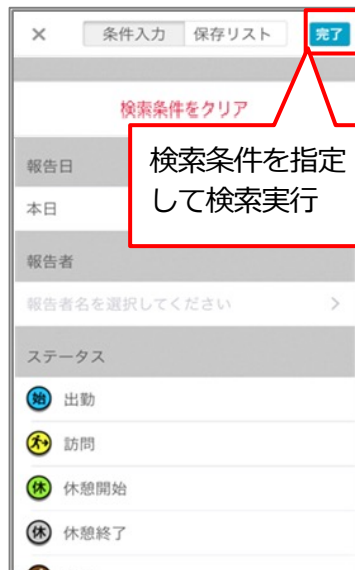 × 条件入力 保存リスト 完了
検索条件をクリア
検索条件を指定
して検索実行
報告日
本日
報告者
報告者名を選択してください >
ステータス
始 出勤
訪問
休 休憩開始
休 休憩終了